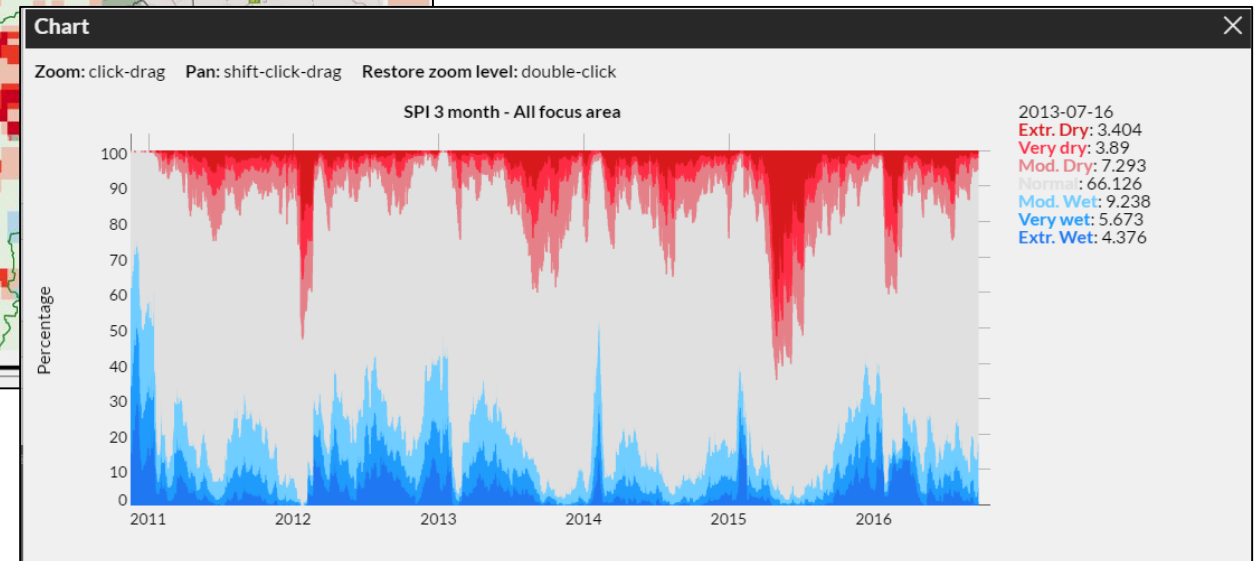 Chart
Zoom: click-drag Pan: shift-click-drag Restore zoom level: double-click
SPI 3 month - All focus area
2013-07-16
Extr. Dry: 3.404
Very dry: 3.89
Mod. Dry: 7.293
Normal: 66.126
Mod. Wet: 9.238
Very wet: 5.673
Extr. Wet: 4.376
Percentage
100
90
80
70
60
50
40
30
20
10
0
2011 2012 2013 2014 2015 2016